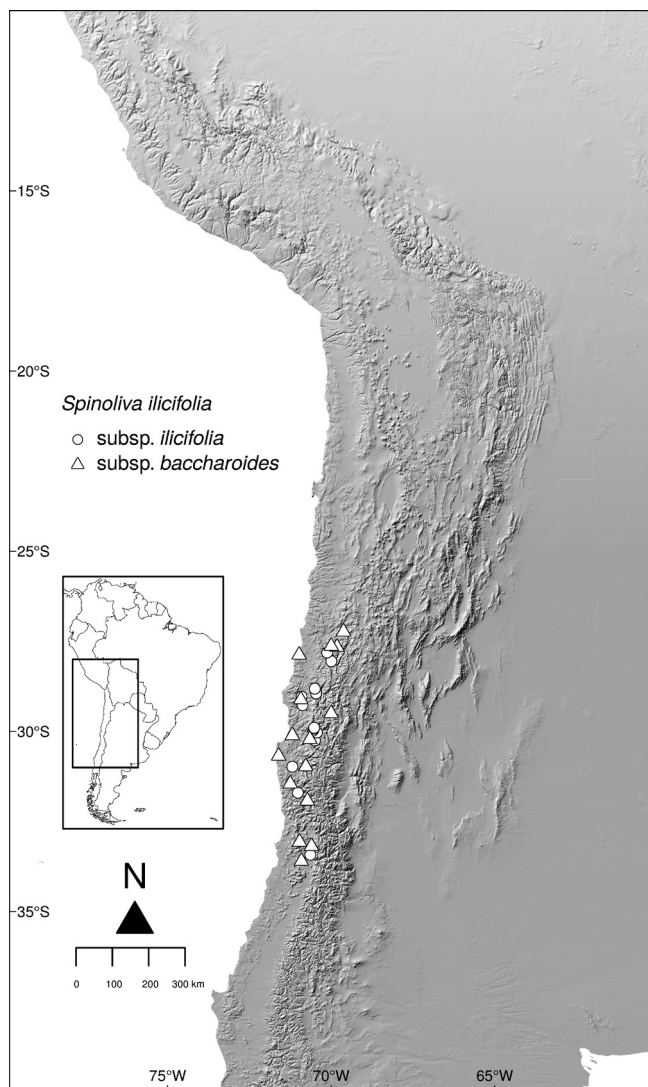 15°S
20°S
Spinoliva ilicifolia
subsp. ilicifolia
subsp. baccharoides
25°S
30°S
N
35°S
0 100 200 300 km
75°W 70°W 65°W